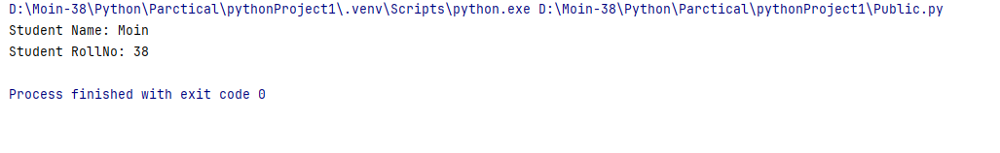 D:\Moin-38\Python\Parctical\pythonProject1\.venv\Scripts\python.exe D:\Moin-38\Python\Parctical\pythonProject1\Public.py
Student Name: Moin
Student RollNo: 38
Process finished with exit code 0